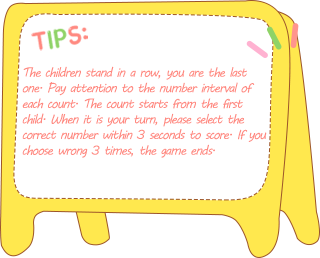 TIPS:
The children stand in a row, you are the last
one. Pay attention to the number interval of
each count. The count starts from the first
child. When it is your turn, please select the
correct number within 3 seconds to score. If you
choose wrong 3 times, the game ends.